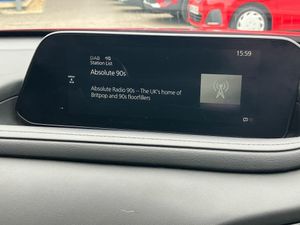 15:59
DAB
Station List
Absolute 90s
Absolute Radio 90s – The UK's home of
Britpop and 90s floorfillers